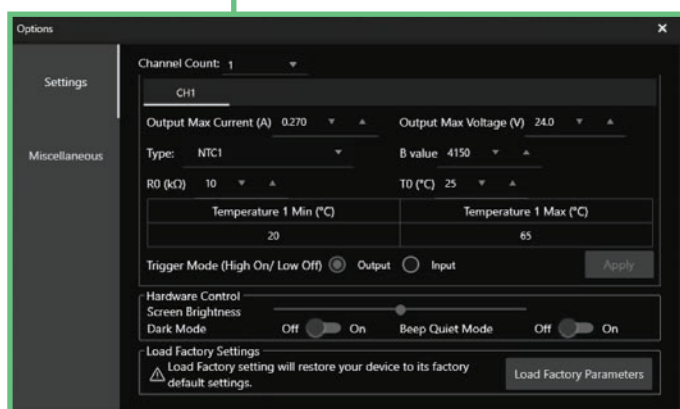 Options
Settings
Miscellaneous
Channel Count: 1
CH1
Output Max Current (A) 0.270 Output Max Voltage (V) 24.0
Type: NTC1 B value 4150
R0 (kΩ) 10 T0 (°C) 25
Temperature 1 Min (°C) Temperature 1 Max (°C)
20 65
Trigger Mode (High On/ Low Off) Output Input Apply
Hardware Control
Screen Brightness
Dark Mode Off On Beep Quiet Mode Off On
Load Factory Settings
Load Factory setting will restore your device to its factory
default settings.
Load Factory Parameters